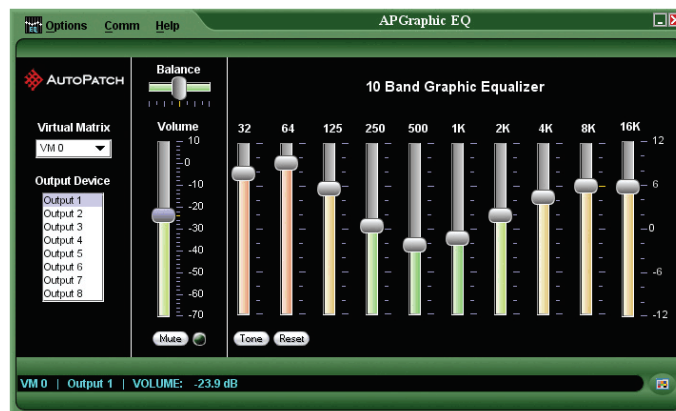 APGraphic EQ
EQ Options Comm Help
AUTOPATCH
Balance
10 Band Graphic Equalizer
Virtual Matrix
VM 0
Output Device
Output 1
Output 2
Output 3
Output 4
Output 5
Output 6
Output 7
Output 8
Volume
10
0
-10
-20
-30
-40
-50
-60
-70
Mute
32 64 125 250 500 1K 2K 4K 8K 16K
12
6
0
-6
-12
Tone Reset
VM 0 | Output 1 | VOLUME: -23.9 dB